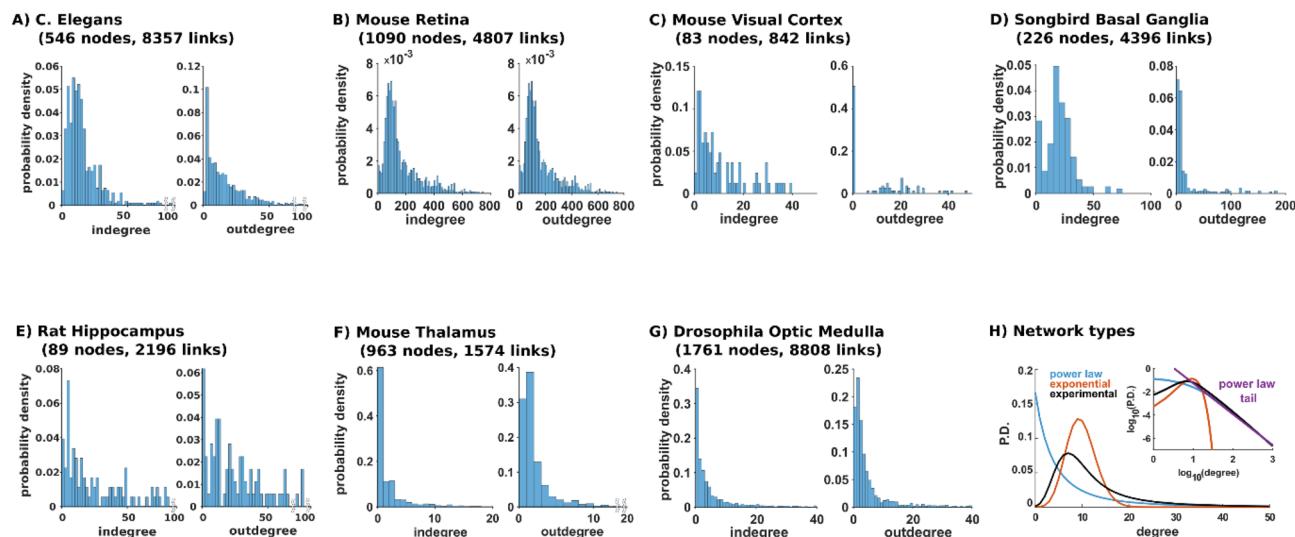 A) C. Elegans
(546 nodes, 8357 links)
probability density
0.06
0.05
0.04
0.03
0.02
0.01
0
0 50 100
indegree
0.12
0.08
0.04
0
0 50 100
outdegree
B) Mouse Retina
(1090 nodes, 4807 links)
probability density
×10⁻³
8
6
4
2
0
0 200 400 600 800
indegree
×10⁻³
8
6
4
2
0
0 200 400 600 800
outdegree
C) Mouse Visual Cortex
(83 nodes, 842 links)
probability density
0.15
0.1
0.05
0
0 20 40
indegree
0.6
0.4
0.2
0
0 20 40
outdegree
D) Songbird Basal Ganglia
(226 nodes, 4396 links)
probability density
0.05
0.04
0.03
0.02
0.01
0
0 50 100
indegree
0.08
0.06
0.04
0.02
0
0 100 200
outdegree
E) Rat Hippocampus
(89 nodes, 2196 links)
probability density
0.08
0.06
0.04
0.02
0
0 50 100
indegree
0.06
0.04
0.02
0
0 50 100
outdegree
F) Mouse Thalamus
(963 nodes, 1574 links)
probability density
0.6
0.4
0.2
0
0 10 20
indegree
0.4
0.3
0.2
0.1
0
0 10 20
outdegree
G) Drosophila Optic Medulla
(1761 nodes, 8808 links)
probability density
0.4
0.3
0.2
0.1
0
0 20 40
indegree
0.25
0.20
0.15
0.1
0.05
0
0 20 40
outdegree
H) Network types
P.D.
0.2
0.15
0.1
0.05
0
0 10 20 30 40 50
degree
power law
exponential
experimental
log₁₀(P.D.)
0
-2
-4
-6
0 1 2 3
log₁₀(degree)
power law
tail